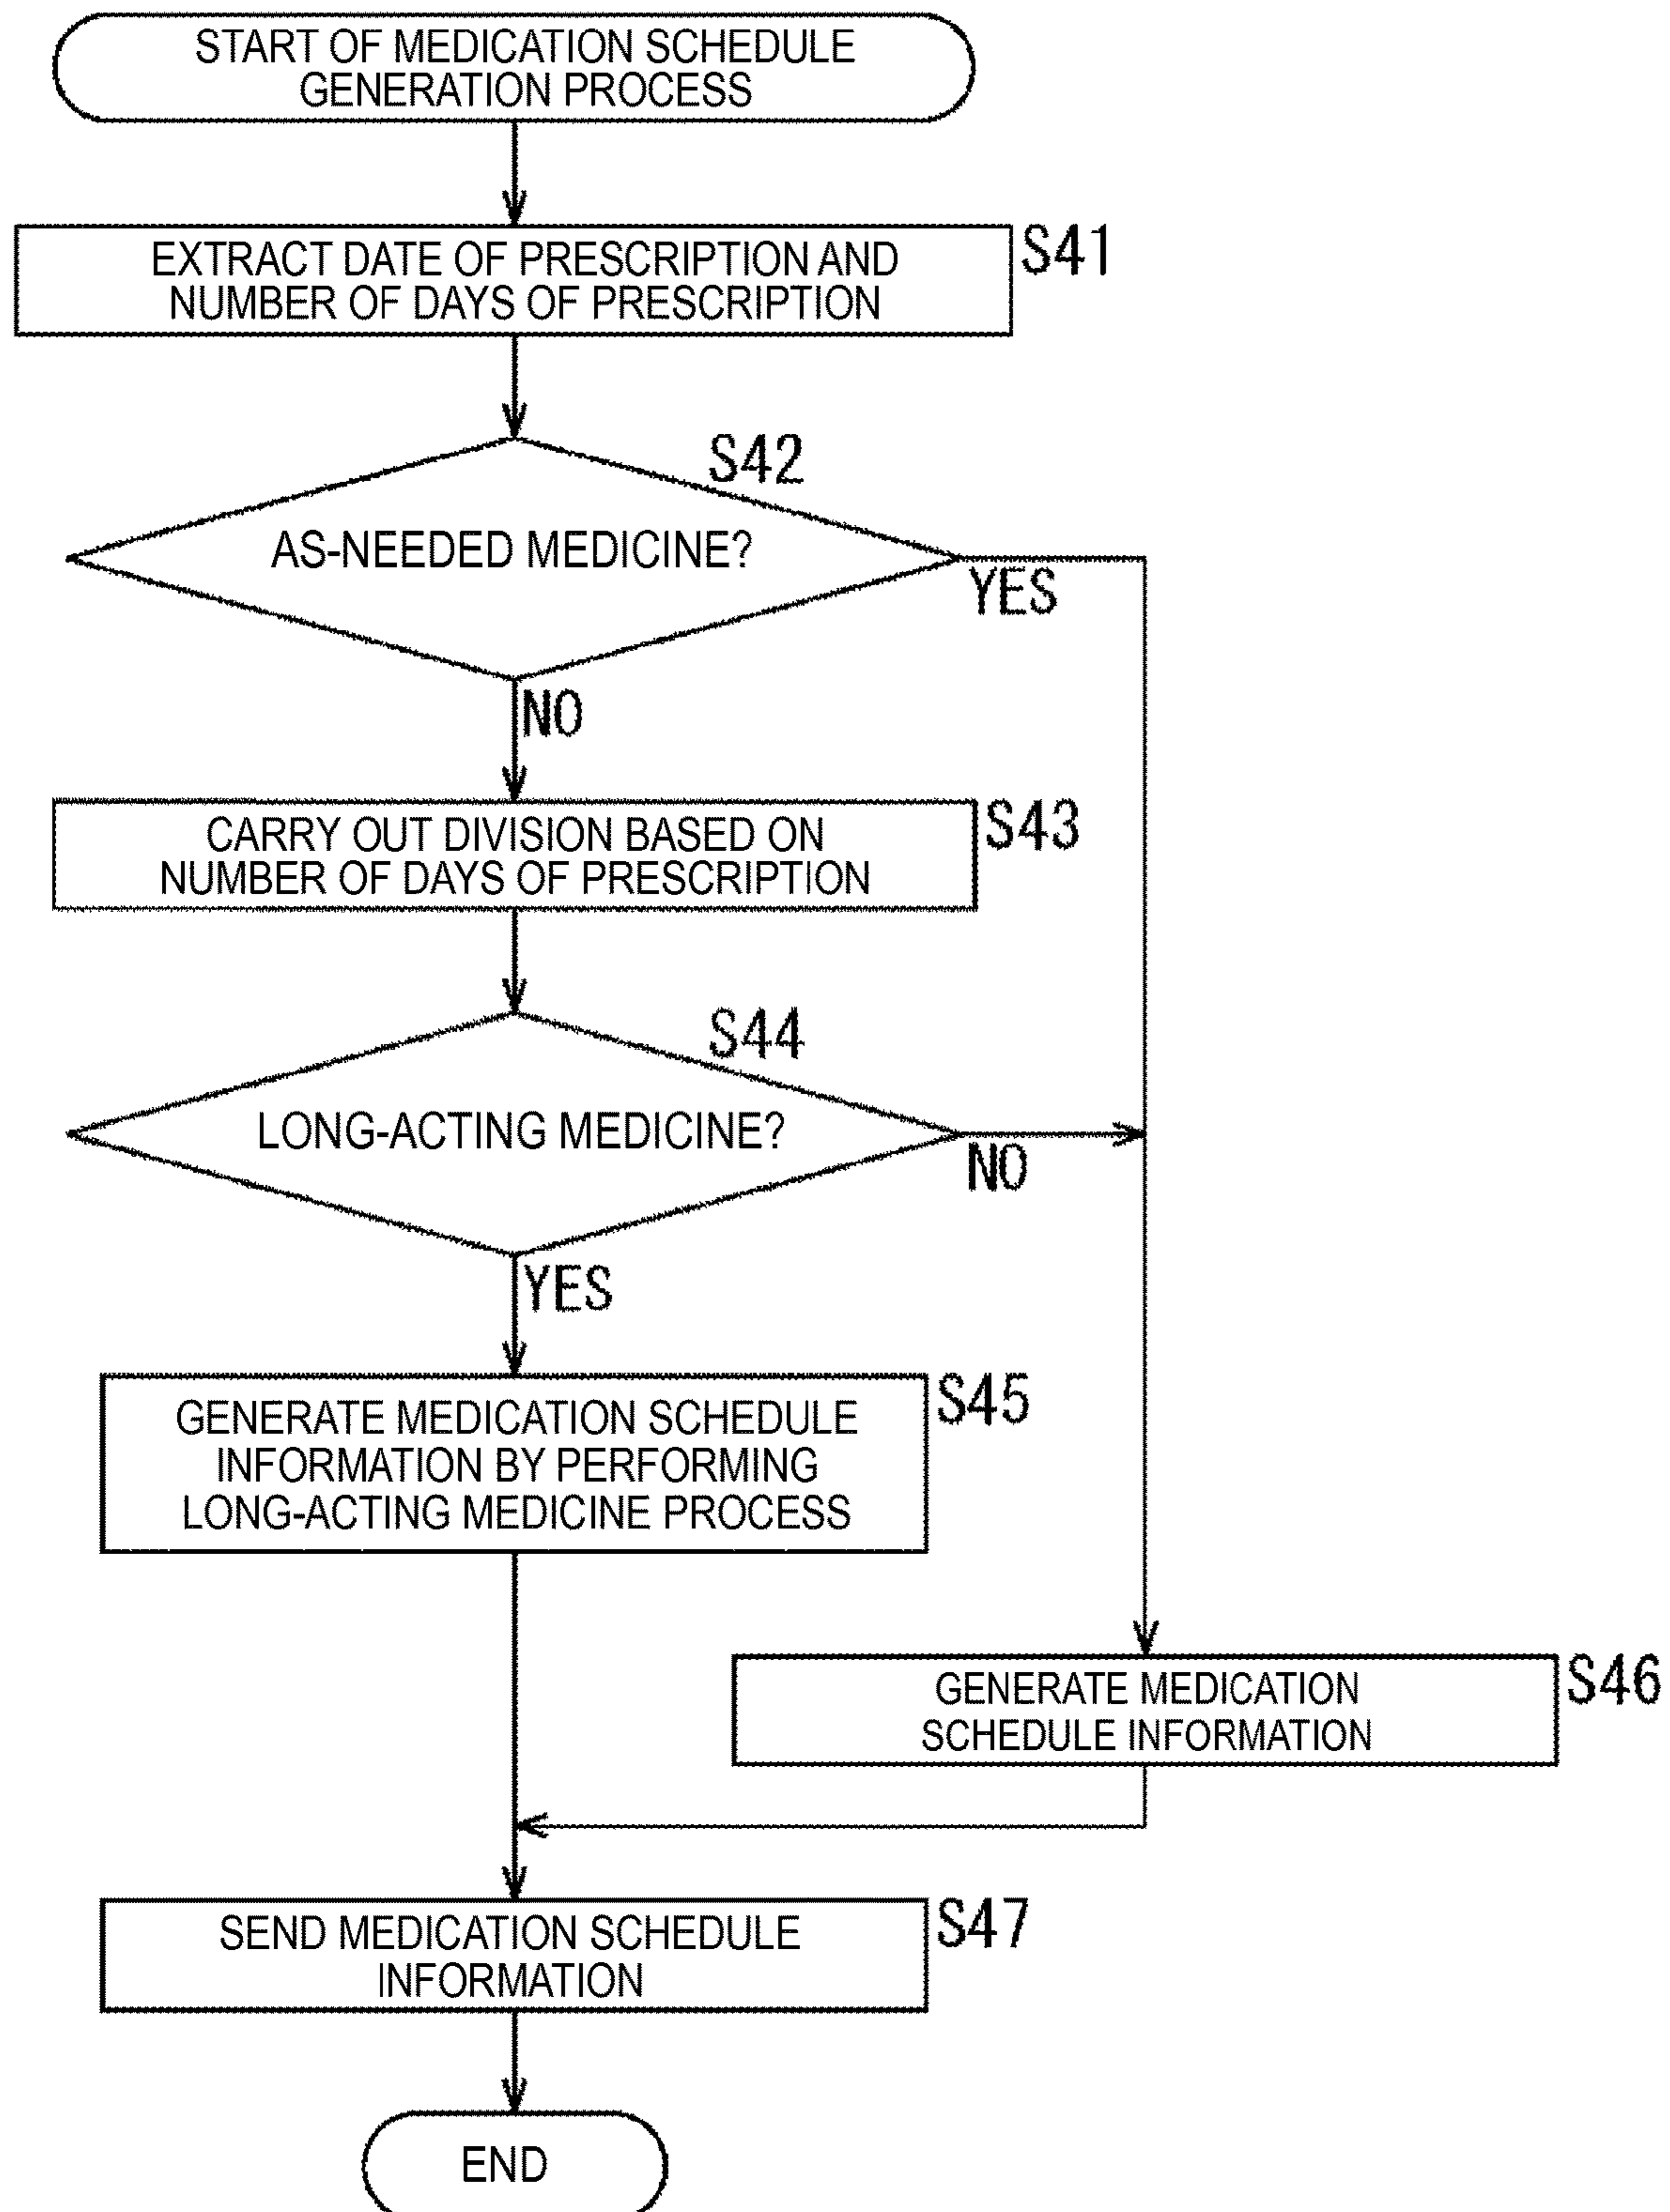 START OF MEDICATION SCHEDULE
GENERATION PROCESS
EXTRACT DATE OF PRESCRIPTION AND
NUMBER OF DAYS OF PRESCRIPTION
S41
S42
AS-NEEDED MEDICINE?
YES
NO
CARRY OUT DIVISION BASED ON
NUMBER OF DAYS OF PRESCRIPTION
S43
S44
LONG-ACTING MEDICINE?
NO
YES
GENERATE MEDICATION SCHEDULE
INFORMATION BY PERFORMING
LONG-ACTING MEDICINE PROCESS
S45
GENERATE MEDICATION
SCHEDULE INFORMATION
S46
SEND MEDICATION SCHEDULE
INFORMATION
S47
END